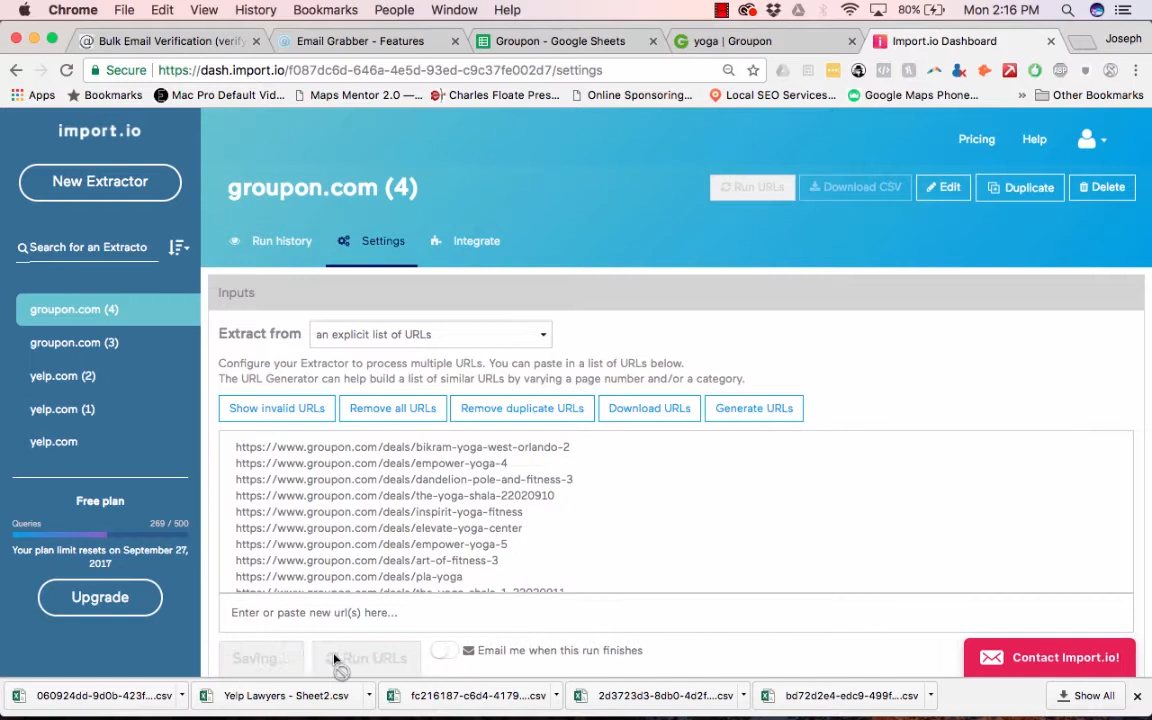 Chrome File Edit View History Bookmarks People Window Help 80% Mon 2:16 PM
Bulk Email Verification (verify Email Grabber - Features Groupon - Google Sheets yoga | Groupon Import.io Dashboard Joseph
Secure https://dash.import.io/f087dc6d-646a-4e5d-93ed-c9c37fe002d7/settings
Apps Bookmarks Mac Pro Default Vid... Maps Mentor 2.0 —... Charles Floate Pres... Online Sponsoring... Local SEO Services... Google Maps Phone... » Other Bookmarks
import.io
Pricing Help
New Extractor
groupon.com (4)
Run URLs Download CSV Edit Duplicate Delete
Search for an Extracto
Run history Settings Integrate
groupon.com (4)
groupon.com (3)
yelp.com (2)
yelp.com (1)
yelp.com
Free plan
Queries 269 / 500
Your plan limit resets on September 27,
2017
Upgrade
Inputs
Extract from an explicit list of URLs
Configure your Extractor to process multiple URLs. You can paste in a list of URLs below.
The URL Generator can help build a list of similar URLs by varying a page number and/or a category.
Show invalid URLs Remove all URLs Remove duplicate URLs Download URLs Generate URLs
https://www.groupon.com/deals/bikram-yoga-west-orlando-2
https://www.groupon.com/deals/empower-yoga-4
https://www.groupon.com/deals/dandelion-pole-and-fitness-3
https://www.groupon.com/deals/the-yoga-shala-22020910
https://www.groupon.com/deals/inspirit-yoga-fitness
https://www.groupon.com/deals/elevate-yoga-center
https://www.groupon.com/deals/empower-yoga-5
https://www.groupon.com/deals/art-of-fitness-3
https://www.groupon.com/deals/pla-yoga
https://www.groupon.com/deals/the-yoga-shala-1-22020911
Enter or paste new url(s) here...
Saving... Run URLs Email me when this run finishes
Contact Import.io!
060924dd-9d0b-423f....csv Yelp Lawyers - Sheet2.csv fc216187-c6d4-4179....csv 2d3723d3-8db0-4d2f....csv bd72d2e4-edc9-499f....csv Show All